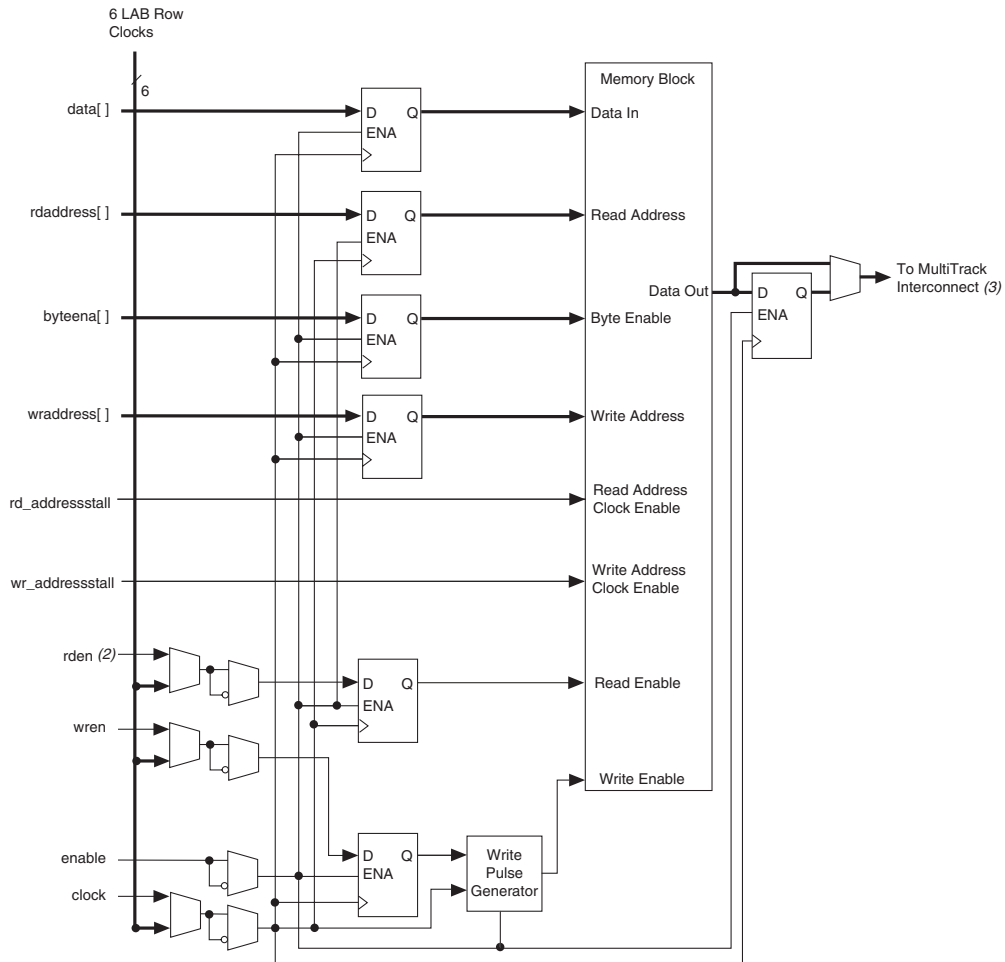 6 LAB Row
Clocks
6
Memory Block
data[ ]
D Q
ENA
Data In
rdaddress[ ]
D Q
ENA
Read Address
Data Out
D Q
ENA
To MultiTrack
Interconnect (3)
byteena[ ]
D Q
ENA
Byte Enable
wraddress[ ]
D Q
ENA
Write Address
rd_addressstall
Read Address
Clock Enable
wr_addressstall
Write Address
Clock Enable
rden (2)
D Q
ENA
Read Enable
wren
Write Enable
enable
D Q
ENA
Write
Pulse
Generator
clock